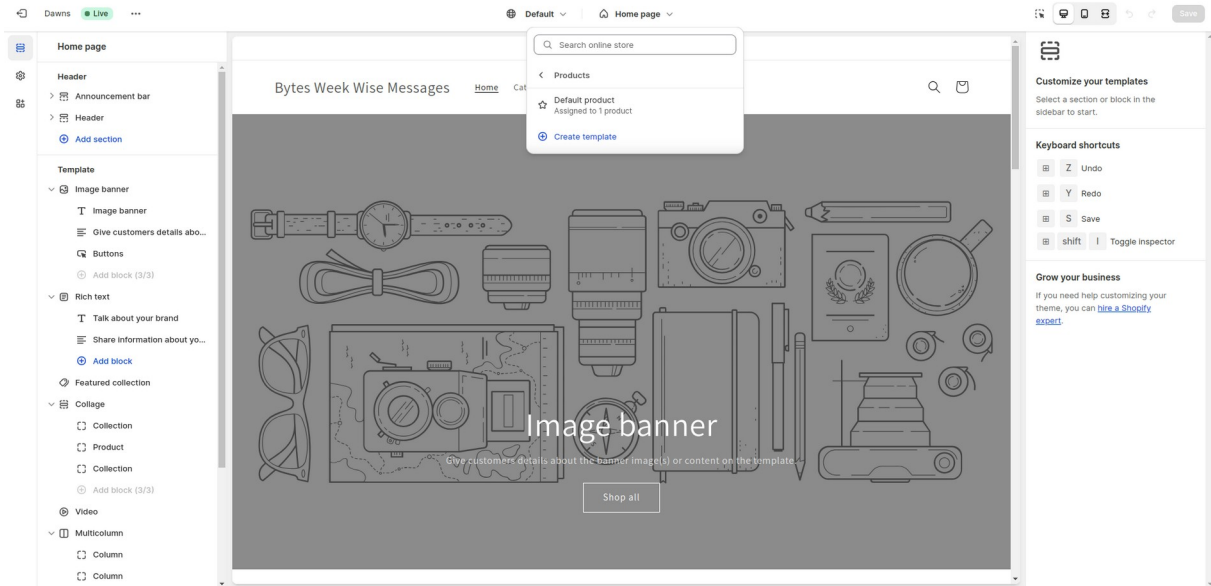 Dawns
Live
Default
Home page
Save
Home page
Header
Announcement bar
Header
Add section
Template
Image banner
Image banner
Give customers details abo...
Buttons
Add block (3/3)
Rich text
Talk about your brand
Share information about yo...
Add block
Featured collection
Collage
Collection
Product
Collection
Add block (3/3)
Video
Multicolumn
Column
Column
Search online store
Products
Default product
Assigned to 1 product
Create template
Bytes Week Wise Messages
Home
Cat
Image banner
Give customers details about the banner image(s) or content on the template.
Shop all
Customize your templates
Select a section or block in the
sidebar to start.
Keyboard shortcuts
Z Undo
Y Redo
S Save
shift I Toggle inspector
Grow your business
If you need help customizing your
theme, you can hire a Shopify
expert.